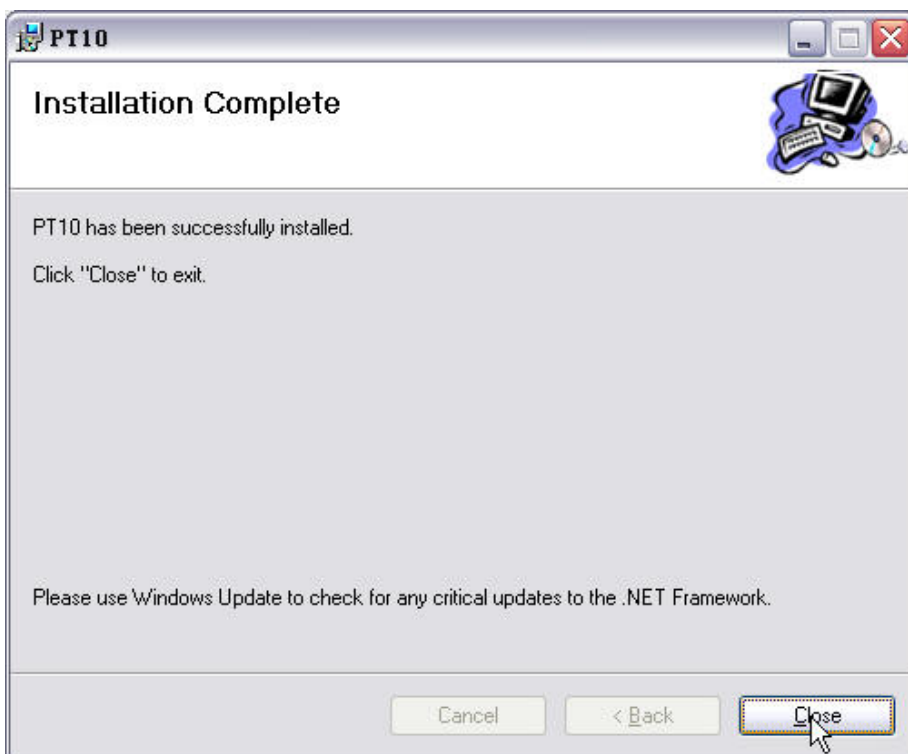 PT10
Installation Complete
PT10 has been successfully installed.
Click "Close" to exit.
Please use Windows Update to check for any critical updates to the .NET Framework.
Cancel
< Back
Close